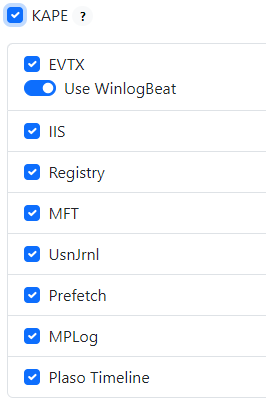 KAPE ?
EVTX
Use WinlogBeat
IIS
Registry
MFT
UsnJrnl
Prefetch
MPLog
Plaso Timeline